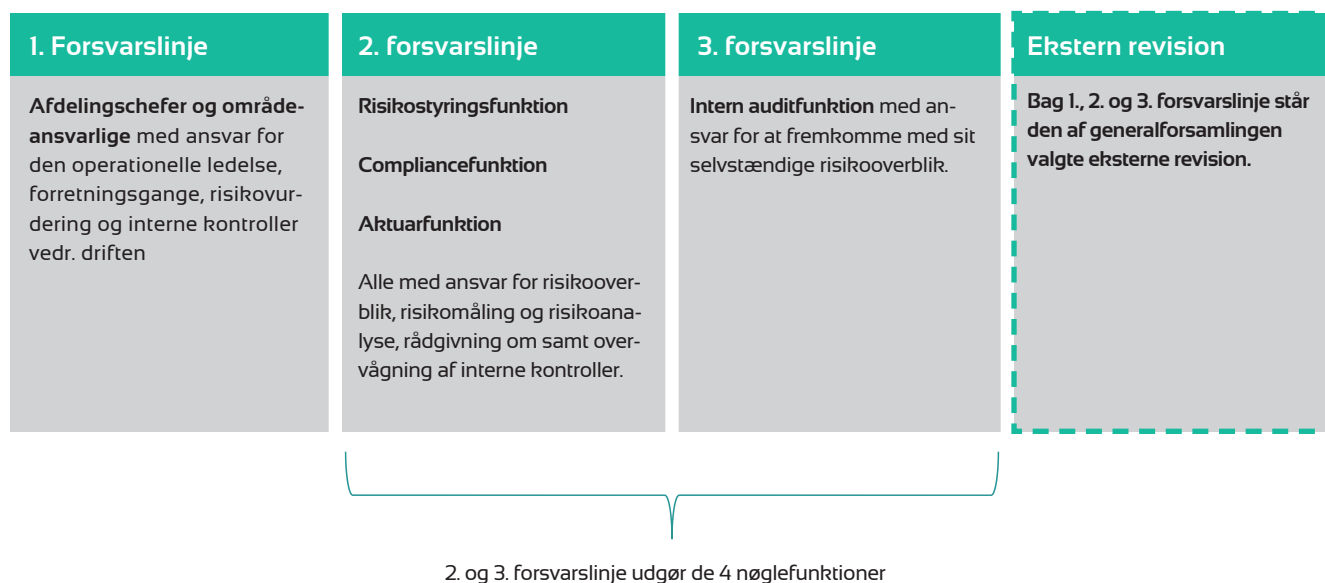 1. Forsvarslinje
Afdelingschefer og område-
ansvarlige med ansvar for
den operationelle ledelse,
forretningsgange, risikovur-
dering og interne kontroller
vedr. driften
2. forsvarslinje
Risikostyringsfunktion
Compliancefunktion
Aktuarfunktion
Alle med ansvar for risikoover-
blik, risikomåling og risikoana-
lyse, rådgivning om samt over-
vågning af interne kontroller.
3. forsvarslinje
Intern auditfunktion med an-
svar for at fremkomme med sit
selvstændige risikooverblik.
Ekstern revision
Bag 1., 2. og 3. forsvarslinje står
den af generalforsamlingen
valgte eksterne revision.
2. og 3. forsvarslinje udgør de 4 nøglefunktioner